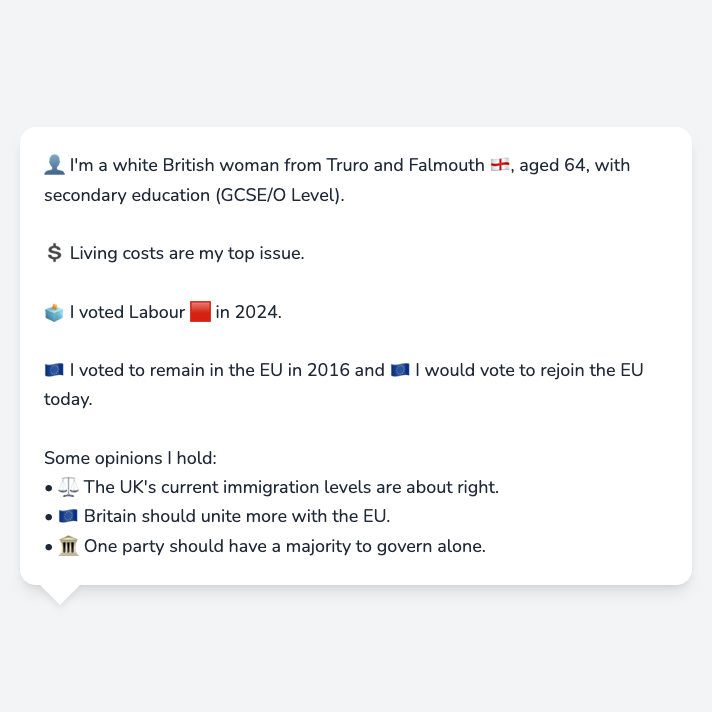 👤 I'm a white British woman from Truro and Falmouth 🏴󠁧󠁢󠁥󠁮󠁧󠁿, aged 64, with
secondary education (GCSE/O Level).
💲 Living costs are my top issue.
🗳️ I voted Labour 🟥 in 2024.
🇪🇺 I voted to remain in the EU in 2016 and 🇪🇺 I would vote to rejoin the EU
today.
Some opinions I hold:
• ⚖️ The UK's current immigration levels are about right.
• 🇪🇺 Britain should unite more with the EU.
• 🏛️ One party should have a majority to govern alone.